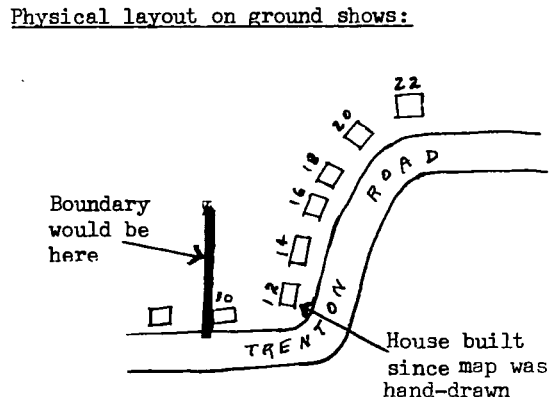 Physical layout on ground shows:
22
20
18
16
14
12
10
TRENTON ROAD
Boundary
would be
here
House built
since map was
hand-drawn